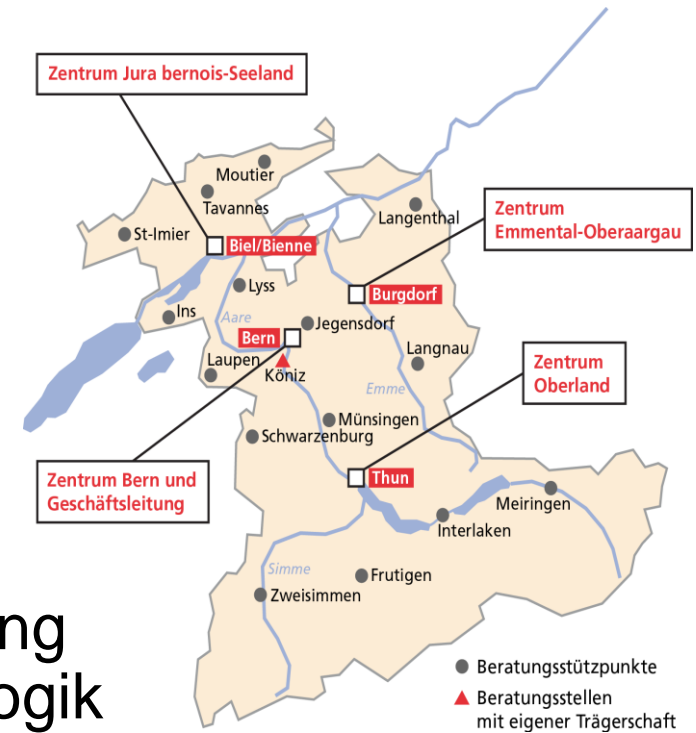 Zentrum Jura bernois-Seeland
Moutier
Tavannes
Langenthal
Zentrum
Emmental-Oberaargau
St-Imier
Biel/Bienne
Lyss
Burgdorf
Ins
Aare
Jegensdorf
Bern
Laupen
Köniz
Langnau
Zentrum
Oberland
Emme
Münsingen
Schwarzenburg
Zentrum Bern und
Geschäftsleitung
Thun
Meiringen
Interlaken
Simme
Frutigen
Zweisimmen
ng
ogik
Beratungsstützpunkte
Beratungsstellen
mit eigener Trägerschaft